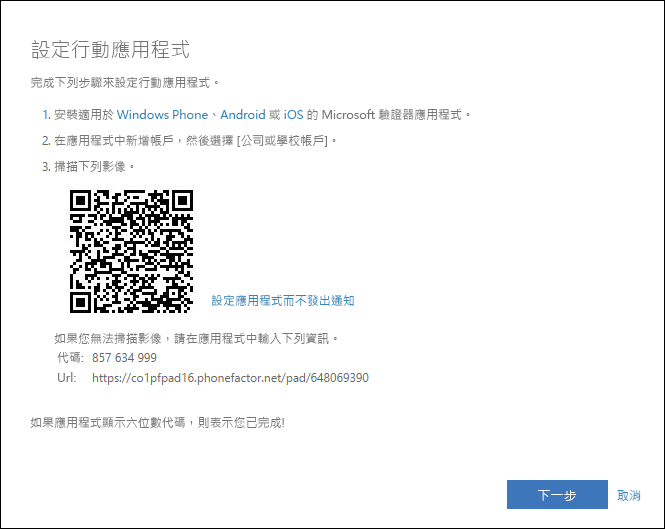 設定行動應用程式
完成下列步驟來設定行動應用程式。
1. 安裝適用於 Windows Phone、Android 或 iOS 的 Microsoft 驗證器應用程式。
2. 在應用程式中新增帳戶，然後選擇 [公司或學校帳戶]。
3. 掃描下列影像。
設定應用程式而不發出通知
如果您無法掃描影像，請在應用程式中輸入下列資訊。
代碼: 857 634 999
Url: https://co1pfpad16.phonefactor.net/pad/648069390
如果應用程式顯示六位數代碼，則表示您已完成!
下一步 取消